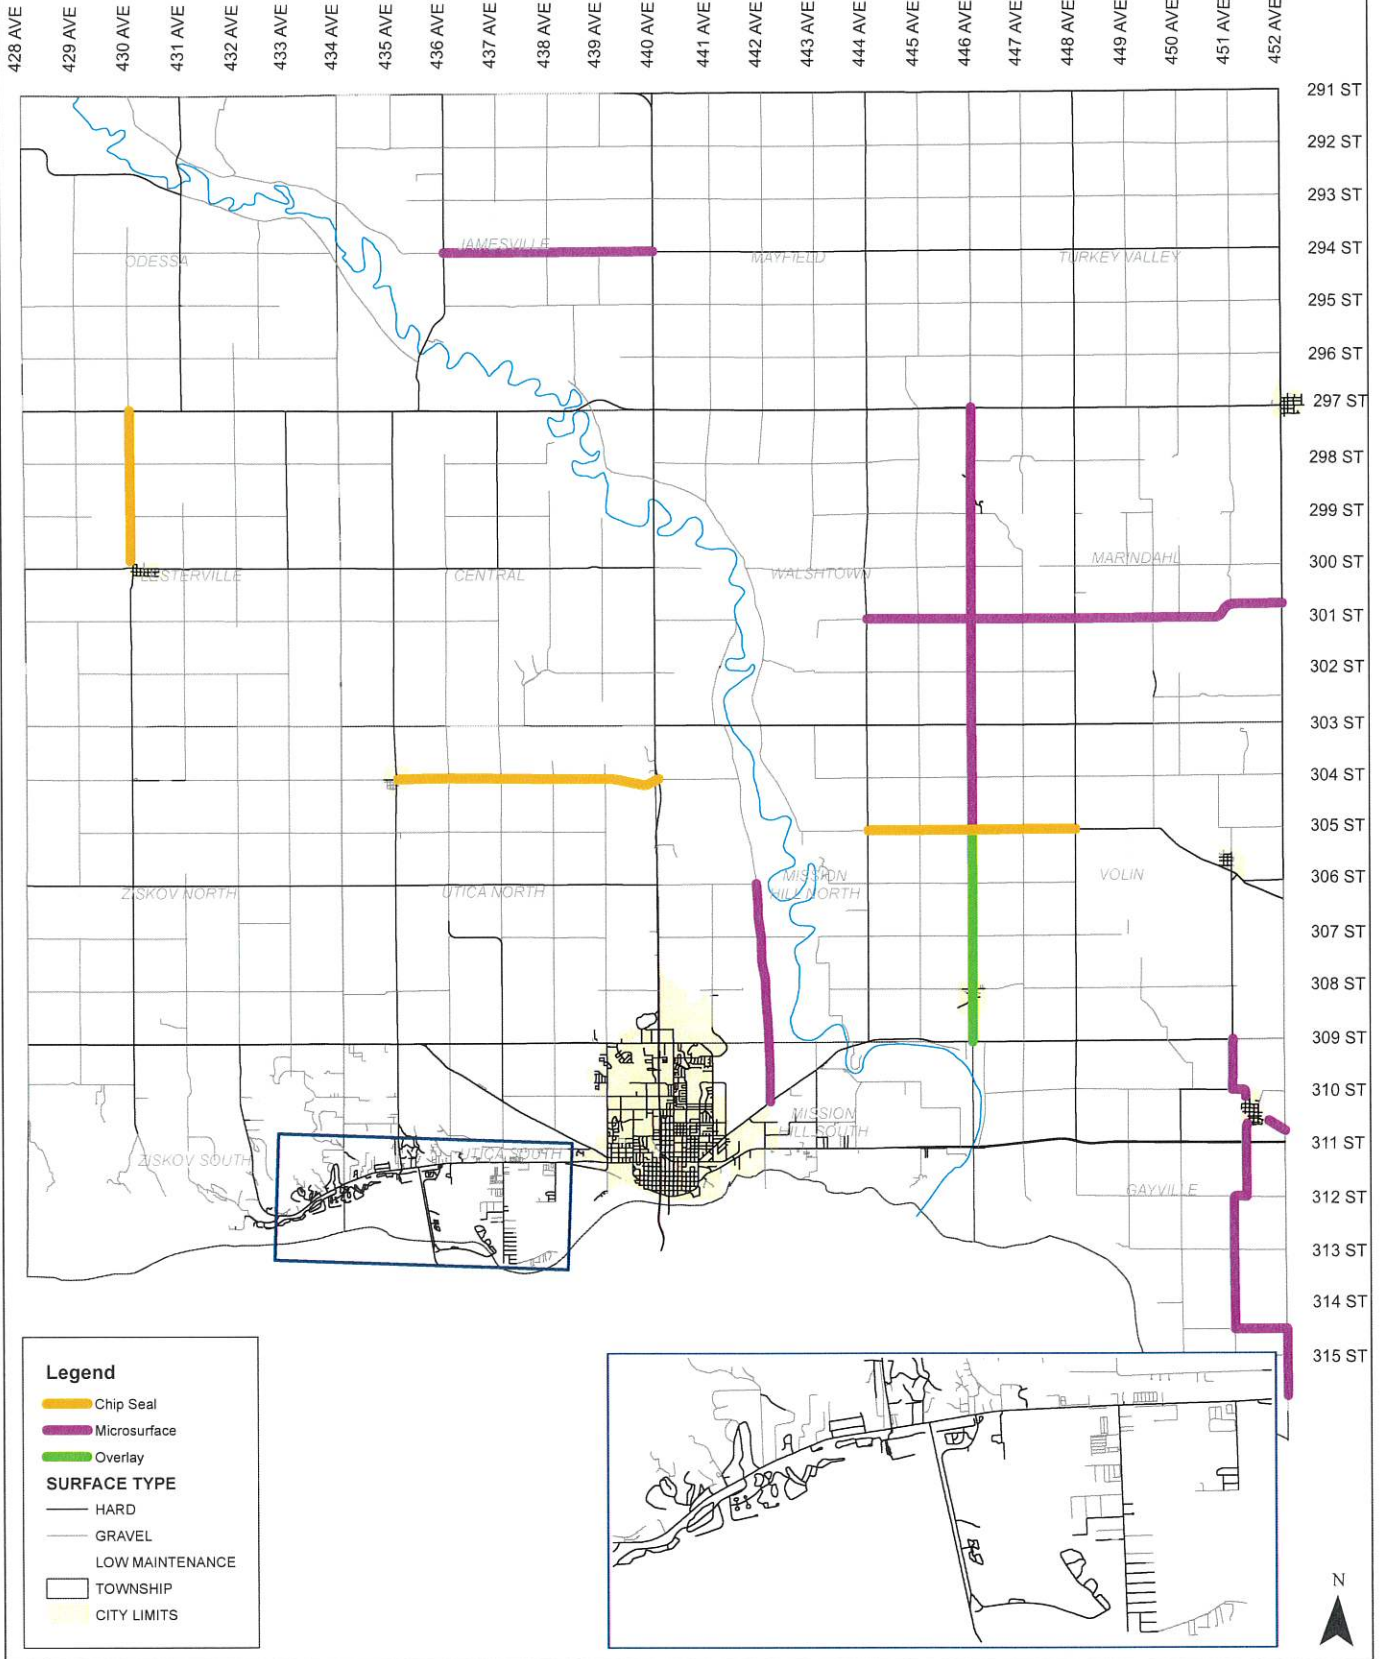 428 AVE
429 AVE
430 AVE
431 AVE
432 AVE
433 AVE
434 AVE
435 AVE
436 AVE
437 AVE
438 AVE
439 AVE
440 AVE
441 AVE
442 AVE
443 AVE
444 AVE
445 AVE
446 AVE
447 AVE
448 AVE
449 AVE
450 AVE
451 AVE
452 AVE
291 ST
292 ST
293 ST
294 ST
295 ST
296 ST
297 ST
298 ST
299 ST
300 ST
301 ST
302 ST
303 ST
304 ST
305 ST
306 ST
307 ST
308 ST
309 ST
310 ST
311 ST
312 ST
313 ST
314 ST
315 ST
ODESSA
JAMESVILLE
MAYFIELD
TURKEY VALLEY
LESTERVILLE
CENTRAL
WALSHTOWN
MARINDAHL
ZISKOV NORTH
UTICA NORTH
MISSION
HILL NORTH
VOLIN
ZISKOV SOUTH
UTICA SOUTH
MISSION
HILL SOUTH
GAYVILLE
Legend
Chip Seal
Microsurface
Overlay
SURFACE TYPE
HARD
GRAVEL
LOW MAINTENANCE
TOWNSHIP
CITY LIMITS
N